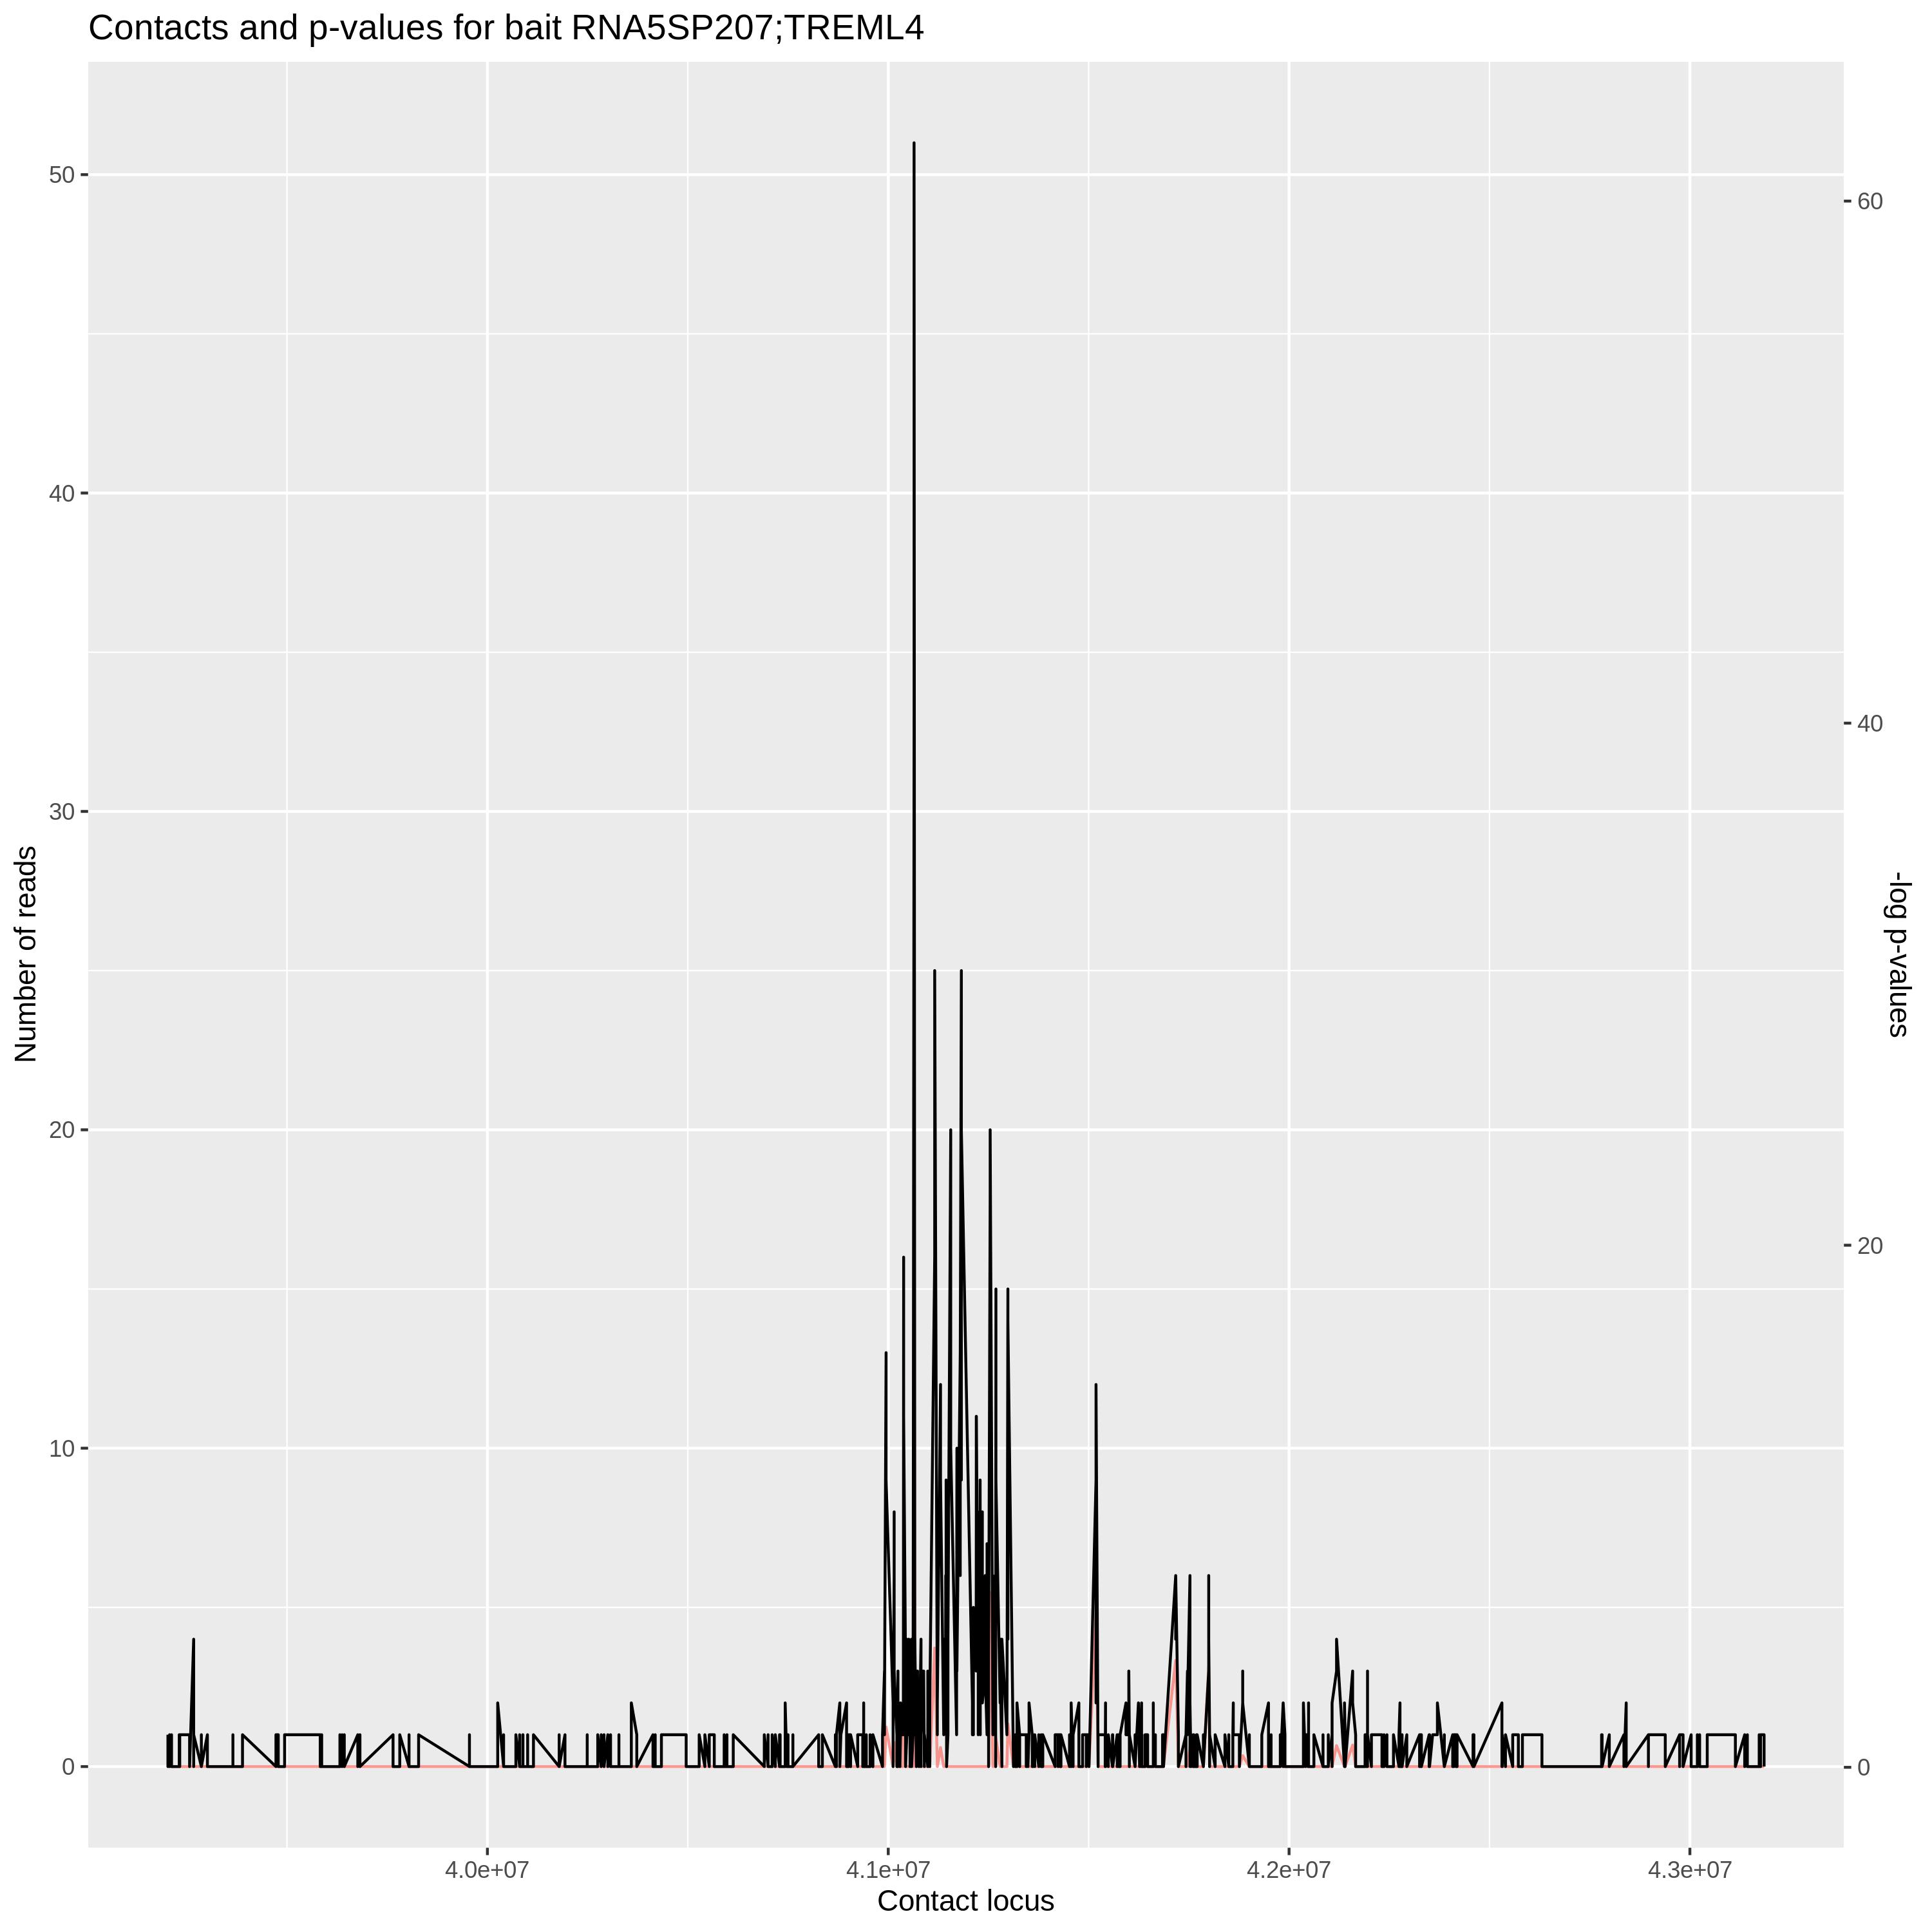 Contacts and p-values for bait RNA5SP207;TREML4
50
40
30
20
10
0
Number of reads
60
40
20
0
-log p-values
4.0e+07
4.1e+07
4.2e+07
4.3e+07
Contact locus